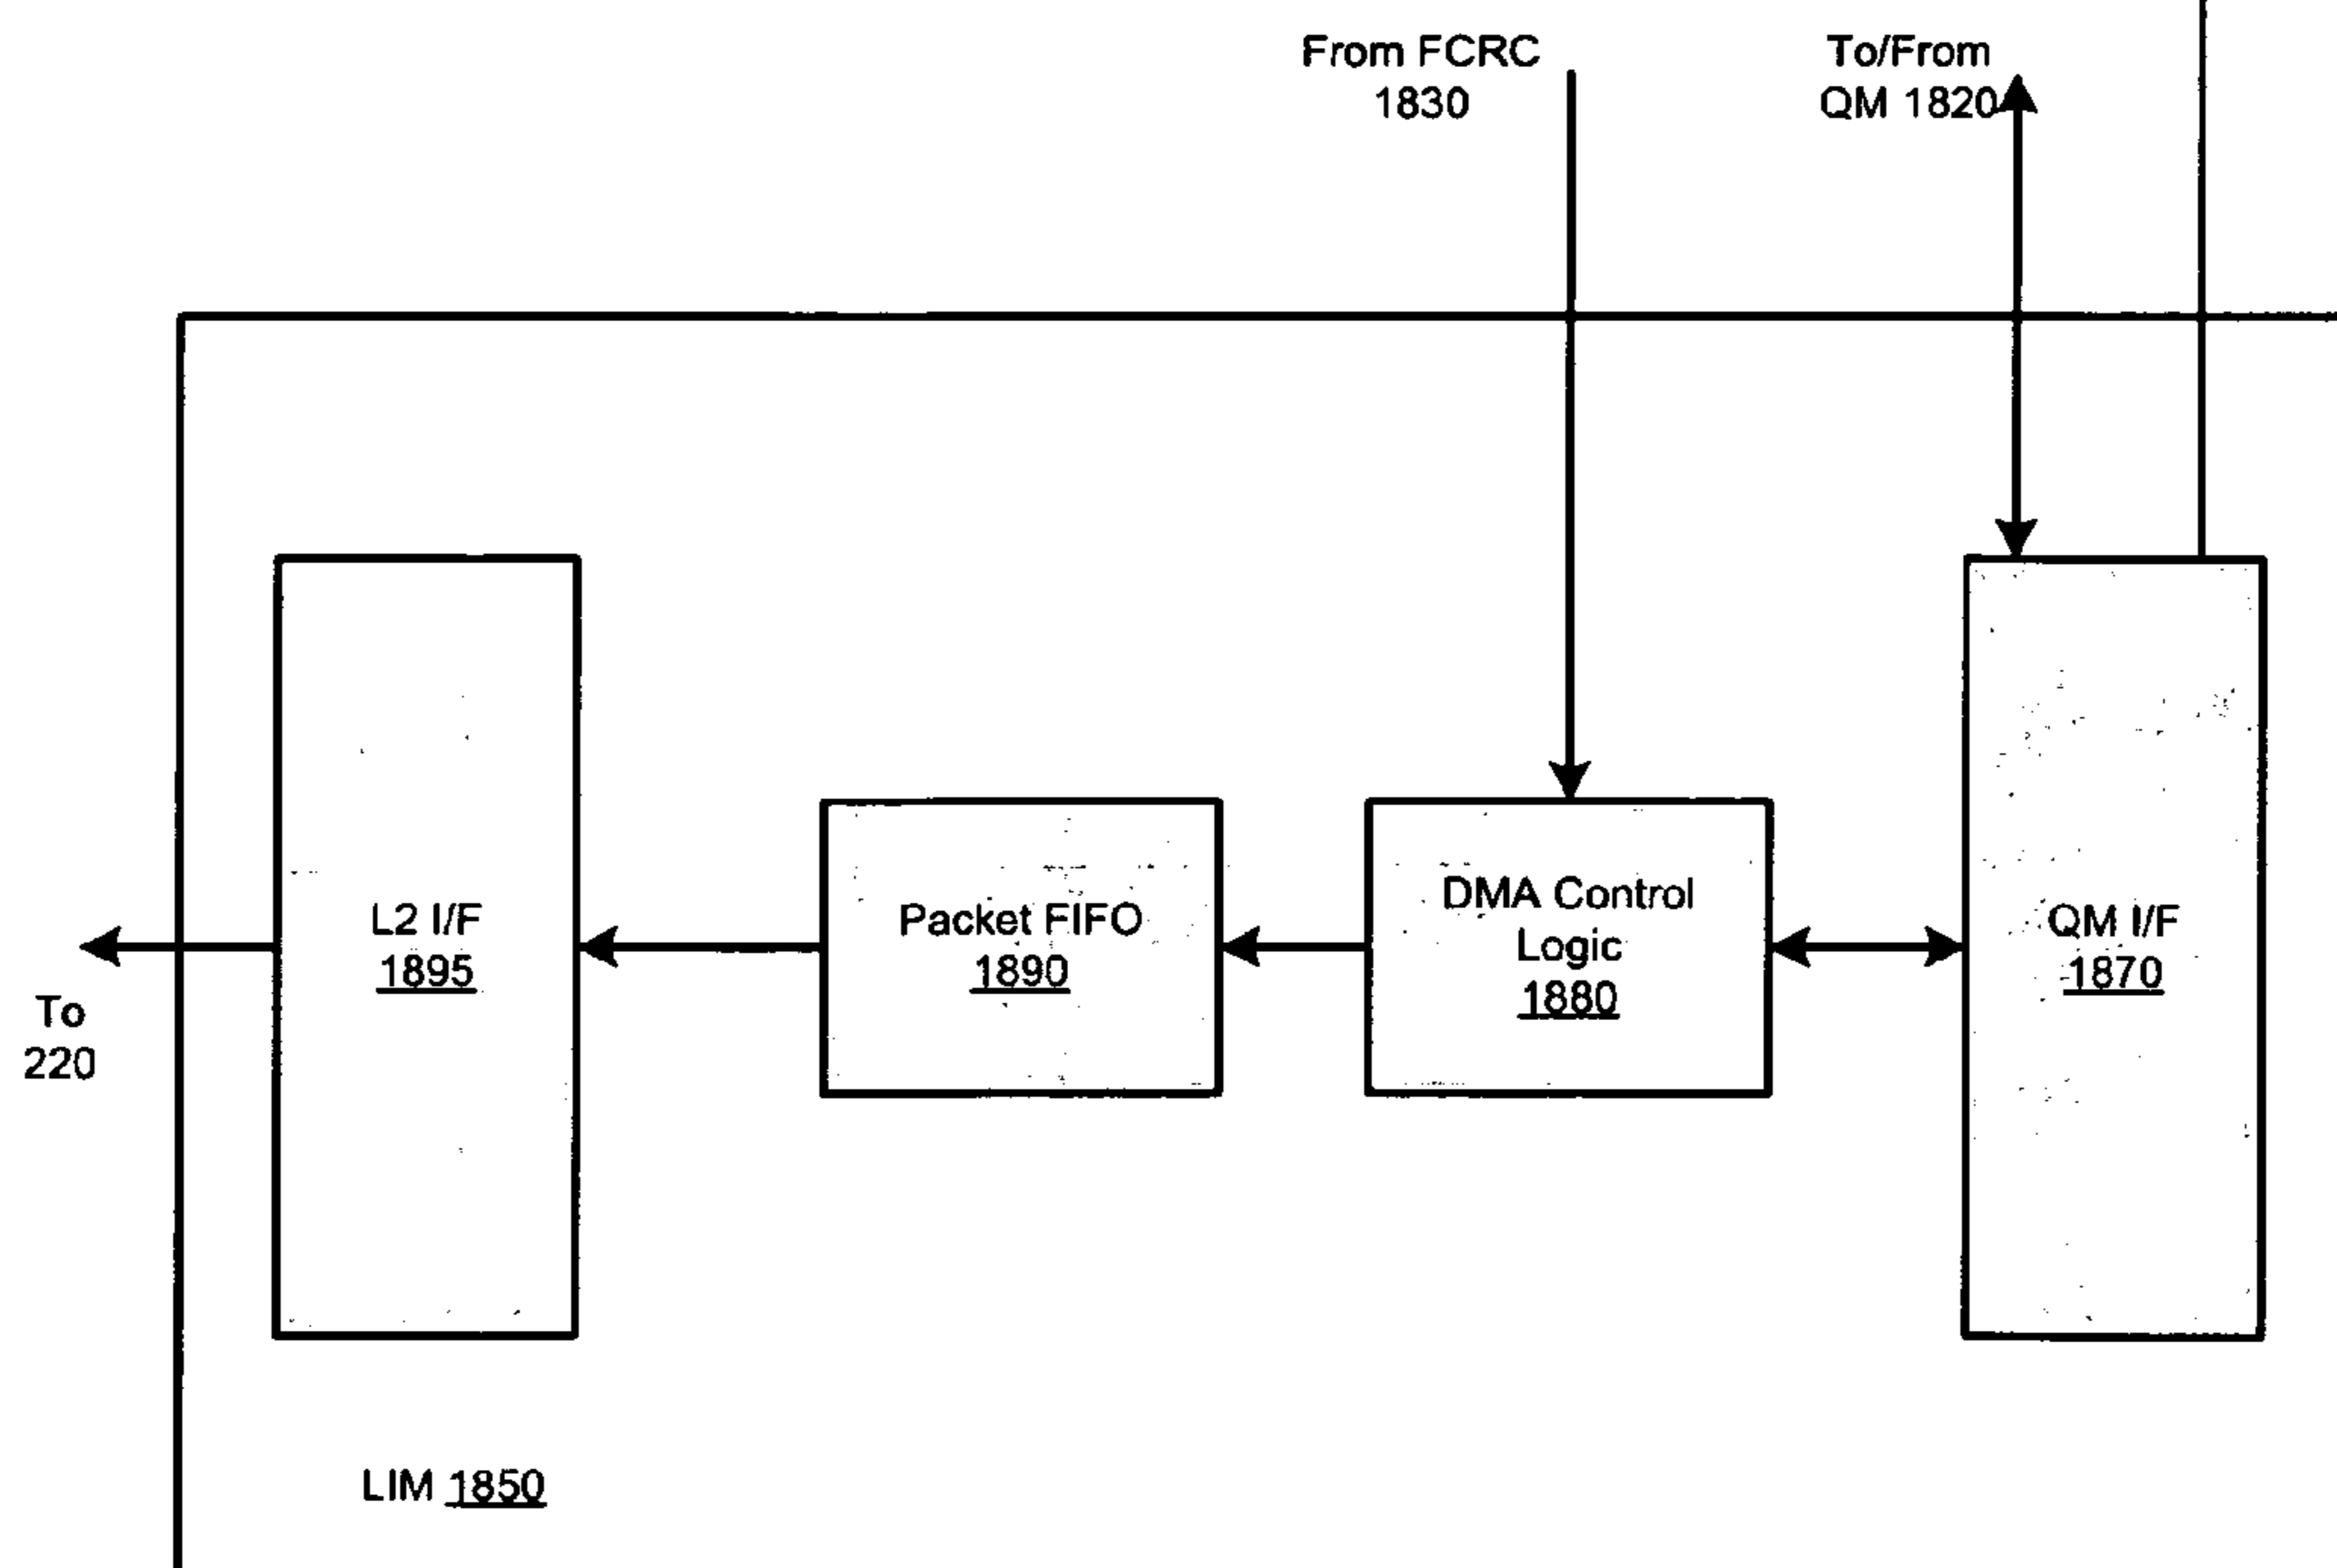 From FCRC
1830
To/From
QM 1820
L2 I/F
1895
Packet FIFO
1890
DMA Control
Logic
1880
QM I/F
1870
To
220
LIM 1850